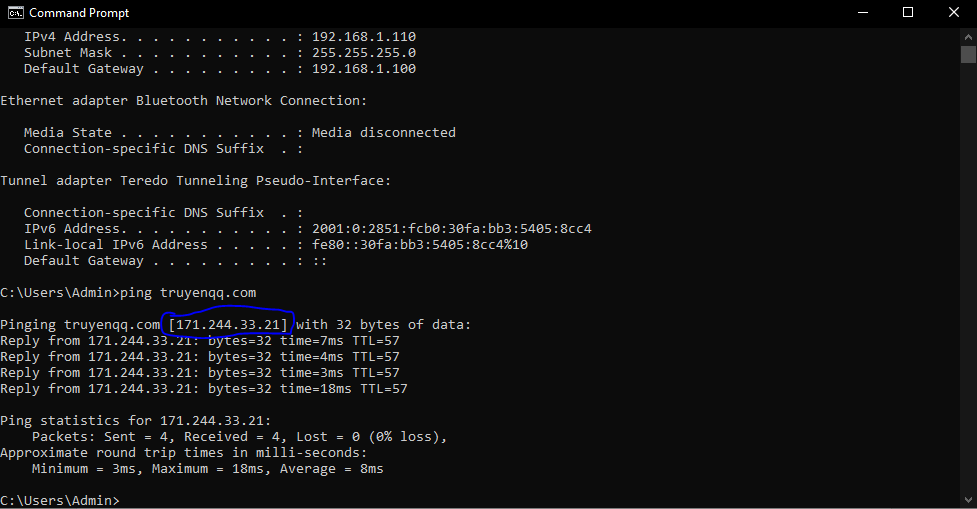 Command Prompt
IPv4 Address. . . . . . . . . . . : 192.168.1.110
Subnet Mask . . . . . . . . . . . : 255.255.255.0
Default Gateway . . . . . . . . . : 192.168.1.100
Ethernet adapter Bluetooth Network Connection:
Media State . . . . . . . . . . . : Media disconnected
Connection-specific DNS Suffix  . :
Tunnel adapter Teredo Tunneling Pseudo-Interface:
Connection-specific DNS Suffix  . :
IPv6 Address. . . . . . . . . . . : 2001:0:2851:fcb0:30fa:bb3:5405:8cc4
Link-local IPv6 Address . . . . . : fe80::30fa:bb3:5405:8cc4%10
Default Gateway . . . . . . . . . : ::
C:\Users\Admin>ping truyenqq.com
Pinging truyenqq.com [171.244.33.21] with 32 bytes of data:
Reply from 171.244.33.21: bytes=32 time=7ms TTL=57
Reply from 171.244.33.21: bytes=32 time=4ms TTL=57
Reply from 171.244.33.21: bytes=32 time=3ms TTL=57
Reply from 171.244.33.21: bytes=32 time=18ms TTL=57
Ping statistics for 171.244.33.21:
Packets: Sent = 4, Received = 4, Lost = 0 (0% loss),
Approximate round trip times in milli-seconds:
Minimum = 3ms, Maximum = 18ms, Average = 8ms
C:\Users\Admin>